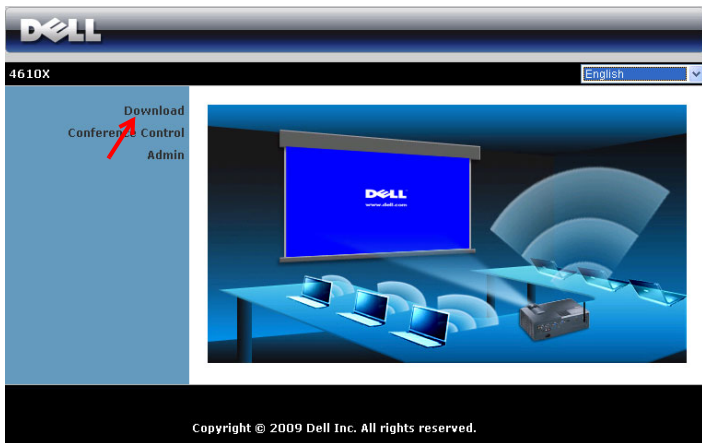 DELL
4610X
English
Download
Conference Control
Admin
DELL
www.dell.com
Copyright © 2009 Dell Inc. All rights reserved.